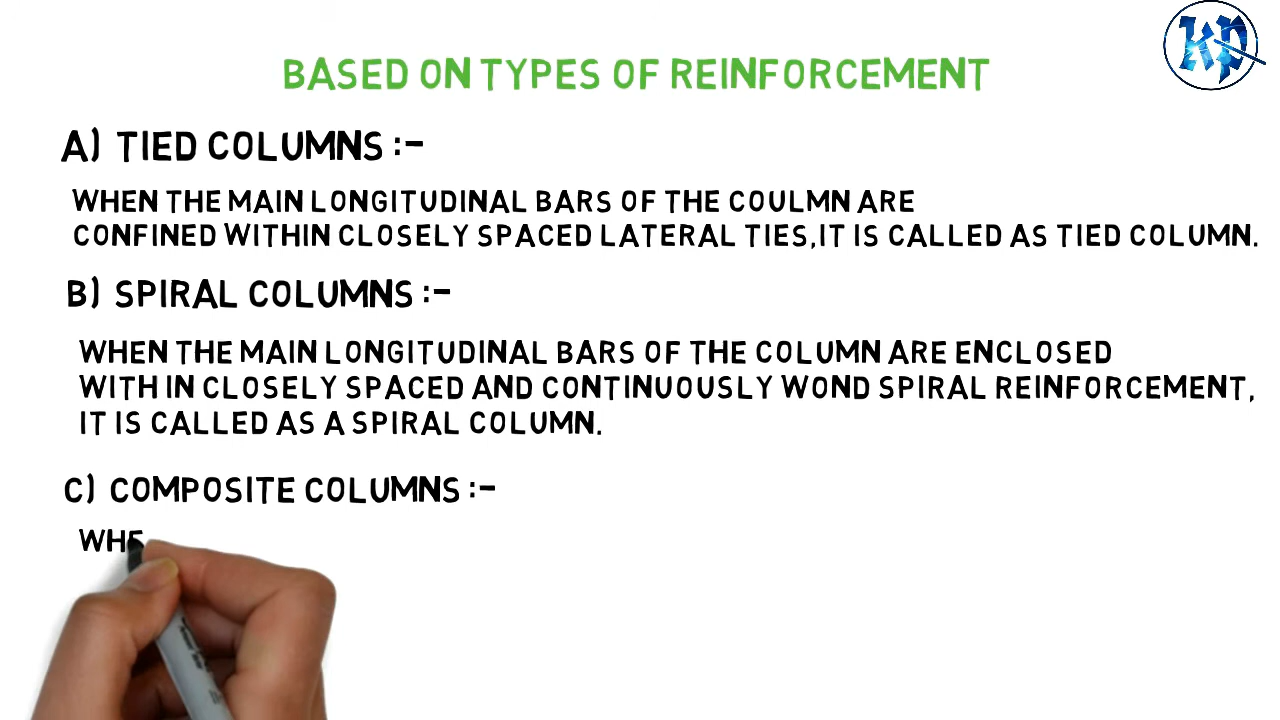 KP
BASED ON TYPES OF REINFORCEMENT
A) TIED COLUMNS :-
WHEN THE MAIN LONGITUDINAL BARS OF THE COULMN ARE
CONFINED WITHIN CLOSELY SPACED LATERAL TIES,IT IS CALLED AS TIED COLUMN.
B) SPIRAL COLUMNS :-
WHEN THE MAIN LONGITUDINAL BARS OF THE COLUMN ARE ENCLOSED
WITH IN CLOSELY SPACED AND CONTINUOUSLY WOND SPIRAL REINFORCEMENT,
IT IS CALLED AS A SPIRAL COLUMN.
C) COMPOSITE COLUMNS :-
WHE